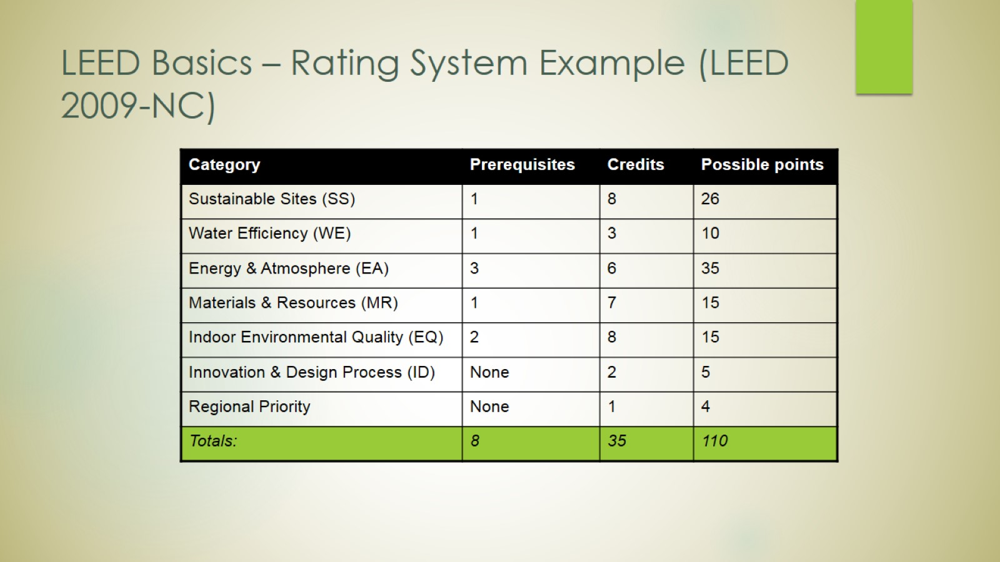 LEED Basics – Rating System Example (LEED
2009-NC)
Category Prerequisites Credits Possible points
Sustainable Sites (SS) 1 8 26
Water Efficiency (WE) 1 3 10
Energy & Atmosphere (EA) 3 6 35
Materials & Resources (MR) 1 7 15
Indoor Environmental Quality (EQ) 2 8 15
Innovation & Design Process (ID) None 2 5
Regional Priority None 1 4
Totals: 8 35 110